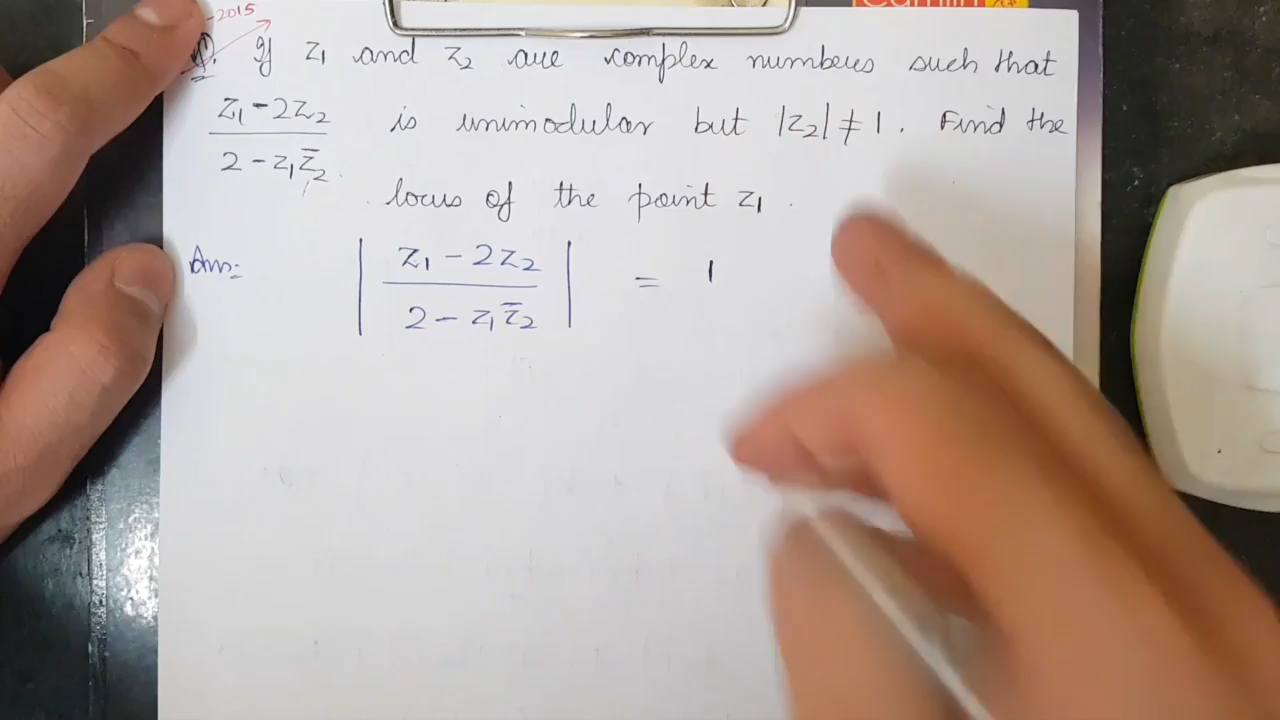 -2015
Q. If z₁ and z₂ are complex numbers such that
z₁ - 2z₂ / 2 - z₁z̄₂ is unimodular but |z₂| ≠ 1. Find the
locus of the point z₁.
Ans:- | z₁ - 2z₂ / 2 - z₁z̄₂ | = 1